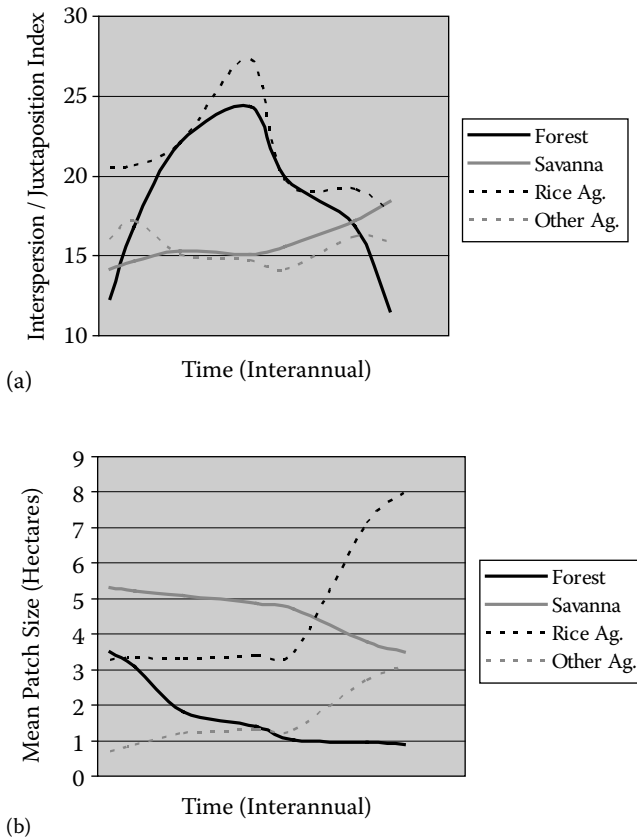 30
25
20
15
10
Interspersion / Juxtaposition Index
Time (Interannual)
Forest
Savanna
Rice Ag.
Other Ag.
(a)
9
8
7
6
5
4
3
2
1
0
Mean Patch Size (Hectares)
Time (Interannual)
Forest
Savanna
Rice Ag.
Other Ag.
(b)